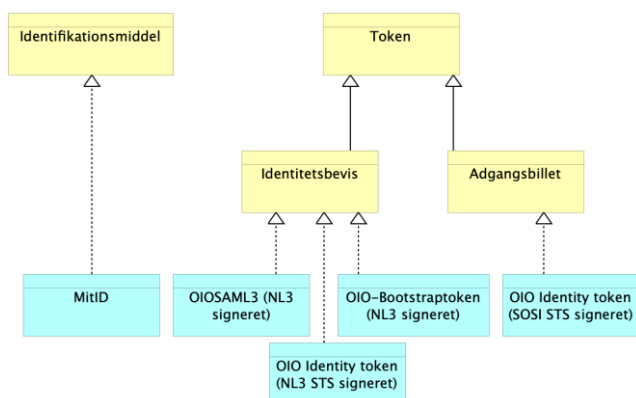 Identifikationsmiddel
Token
Identitetsbevis
Adgangsbillet
MitID
OIOSAML3 (NL3
signeret)
OIO-Bootstraptoken
(NL3 signeret)
OIO Identity token
(SOSI STS signeret)
OIO Identity token
(NL3 STS signeret)